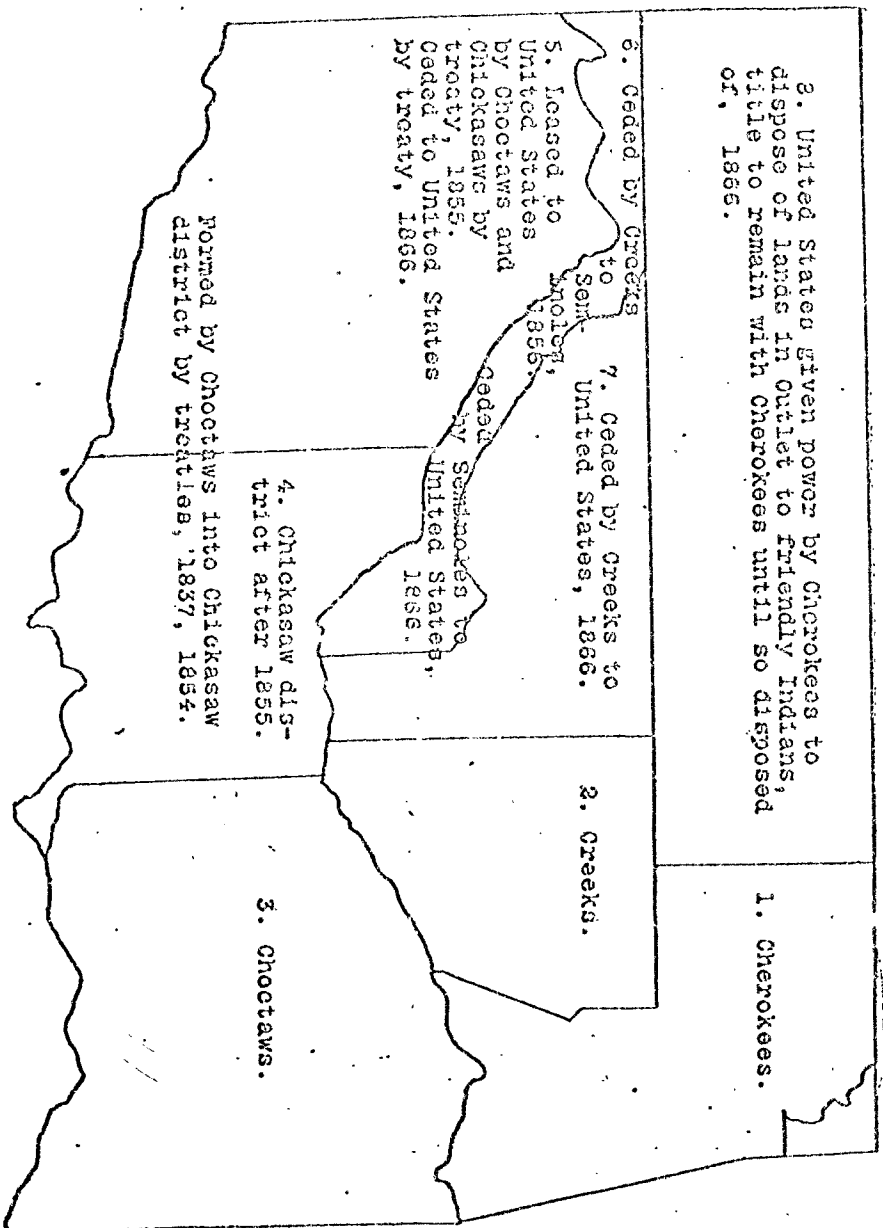 8. United States given power by Cherokees to
dispose of lands in Outlet to friendly Indians,
title to remain with Cherokees until so disposed
of, 1866.
1. Cherokees.
6. Ceded by Creeks
to
Sem-
inoles,
1856.
7. Ceded by Creeks to
United States, 1866.
2. Creeks.
5. Leased to
United States
by Choctaws and
Chickasaws by
treaty, 1855.
Ceded to United States
by treaty, 1866.
Ceded
by Seminokes to
United States,
1866.
4. Chickasaw dis-
trict after 1855.
Formed by Choctaws into Chickasaw
district by treaties, 1837, 1854.
3. Choctaws.